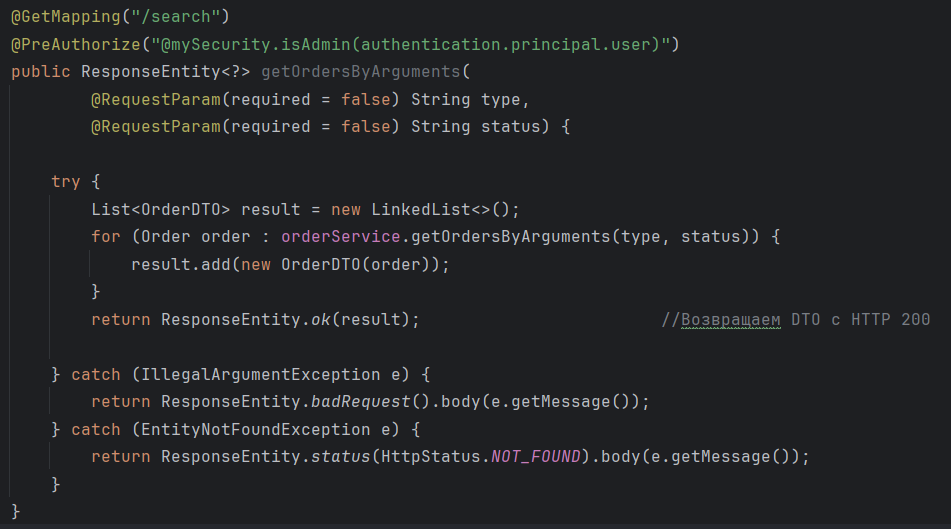 @GetMapping("/search")
@PreAuthorize("@mySecurity.isAdmin(authentication.principal.user)")
public ResponseEntity<?> getOrdersByArguments(
        @RequestParam(required = false) String type,
        @RequestParam(required = false) String status) {
    try {
        List<OrderDTO> result = new LinkedList<>();
        for (Order order : orderService.getOrdersByArguments(type, status)) {
            result.add(new OrderDTO(order));
        }
        return ResponseEntity.ok(result);                        //Возвращаем DTO с HTTP 200
    } catch (IllegalArgumentException e) {
        return ResponseEntity.badRequest().body(e.getMessage());
    } catch (EntityNotFoundException e) {
        return ResponseEntity.status(HttpStatus.NOT_FOUND).body(e.getMessage());
    }
}